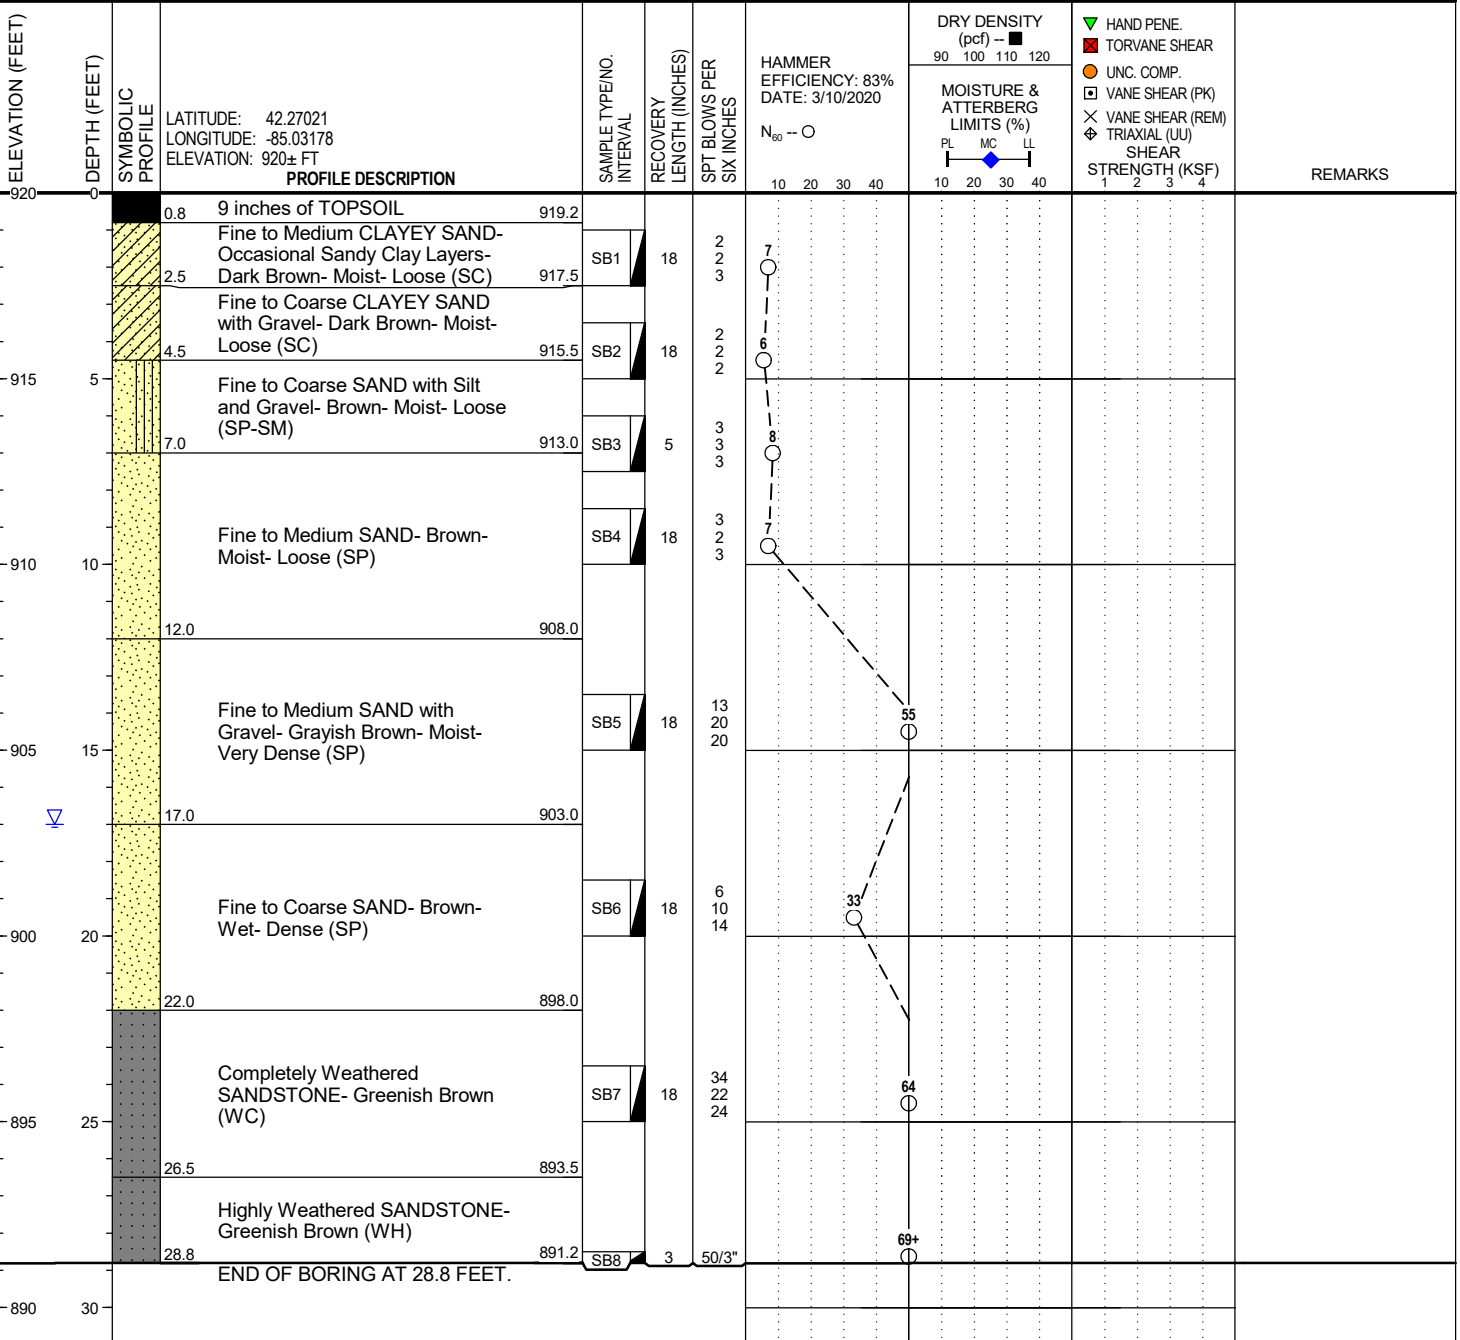 ELEVATION (FEET)
DEPTH (FEET)
SYMBOLIC
PROFILE
LATITUDE: 42.27021
LONGITUDE: -85.03178
ELEVATION: 920± FT
PROFILE DESCRIPTION
SAMPLE TYPE/NO.
INTERVAL
RECOVERY
LENGTH (INCHES)
SPT BLOWS PER
SIX INCHES
HAMMER
EFFICIENCY: 83%
DATE: 3/10/2020
N60 --
10 20 30 40
DRY DENSITY
(pcf) --
90 100 110 120
MOISTURE &
ATTERBERG
LIMITS (%)
PL MC LL
10 20 30 40
HAND PENE.
TORVANE SHEAR
UNC. COMP.
VANE SHEAR (PK)
VANE SHEAR (REM)
TRIAXIAL (UU)
SHEAR
STRENGTH (KSF)
1 2 3 4
REMARKS
920 0
0.8 9 inches of TOPSOIL 919.2
Fine to Medium CLAYEY SAND-
Occasional Sandy Clay Layers-
Dark Brown- Moist- Loose (SC)
2.5 917.5
SB1 18
2
2
3
7
Fine to Coarse CLAYEY SAND
with Gravel- Dark Brown- Moist-
Loose (SC)
4.5 915.5
SB2 18
2
2
2
6
915 5
Fine to Coarse SAND with Silt
and Gravel- Brown- Moist- Loose
(SP-SM)
7.0 913.0
SB3 5
3
3
3
8
Fine to Medium SAND- Brown-
Moist- Loose (SP)
SB4 18
3
2
3
7
910 10
12.0 908.0
Fine to Medium SAND with
Gravel- Grayish Brown- Moist-
Very Dense (SP)
SB5 18
13
20
20
55
905 15
17.0 903.0
Fine to Coarse SAND- Brown-
Wet- Dense (SP)
SB6 18
6
10
14
33
900 20
22.0 898.0
Completely Weathered
SANDSTONE- Greenish Brown
(WC)
SB7 18
34
22
24
64
895 25
26.5 893.5
Highly Weathered SANDSTONE-
Greenish Brown (WH)
28.8 891.2
SB8 3 50/3"
69+
END OF BORING AT 28.8 FEET.
890 30